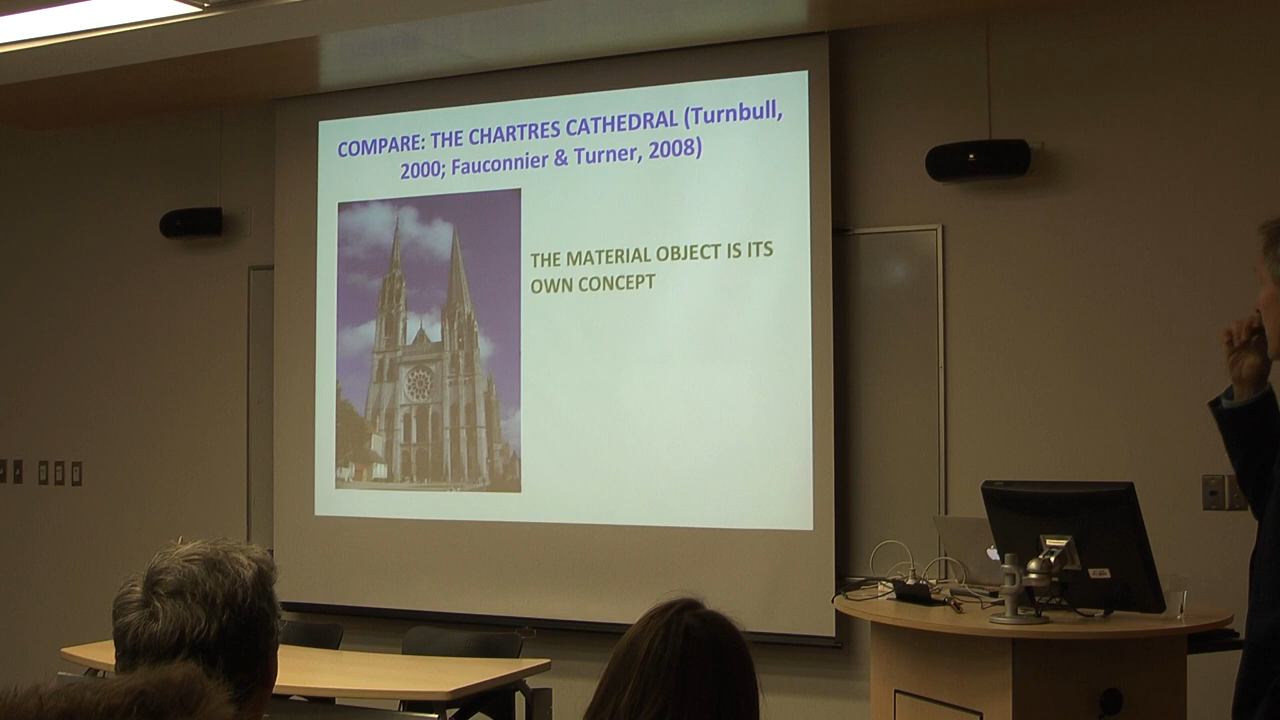 COMPARE: THE CHARTRES CATHEDRAL (Turnbull,
2000; Fauconnier & Turner, 2008)
THE MATERIAL OBJECT IS ITS
OWN CONCEPT